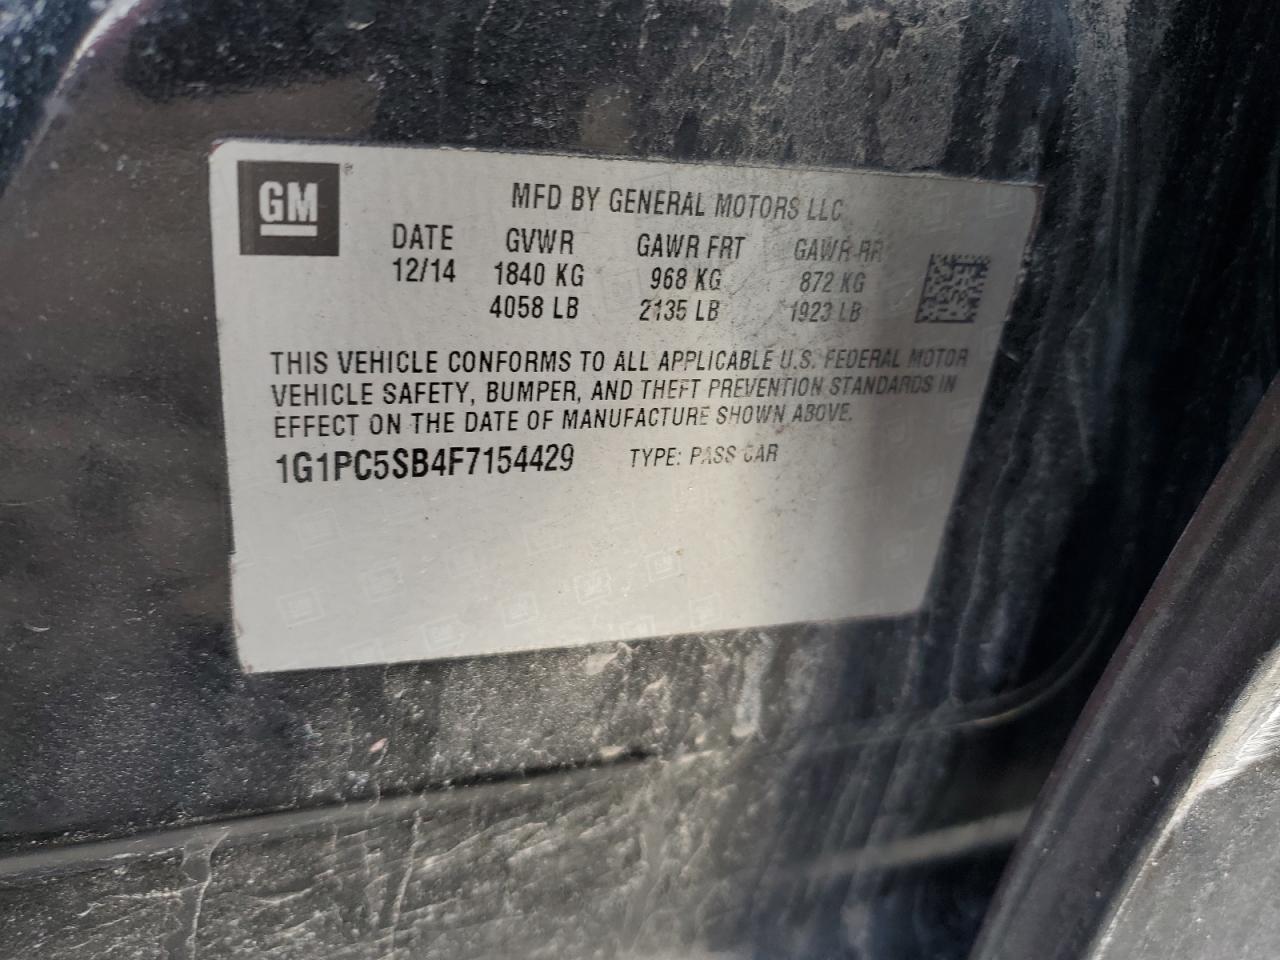 GM
MFD BY GENERAL MOTORS LLC
DATE GVWR GAWR FRT GAWR RR
12/14 1840 KG 968 KG 872 KG
4058 LB 2135 LB 1923 LB
THIS VEHICLE CONFORMS TO ALL APPLICABLE U.S. FEDERAL MOTOR
VEHICLE SAFETY, BUMPER, AND THEFT PREVENTION STANDARDS IN
EFFECT ON THE DATE OF MANUFACTURE SHOWN ABOVE.
1G1PC5SB4F7154429 TYPE: PASS CAR